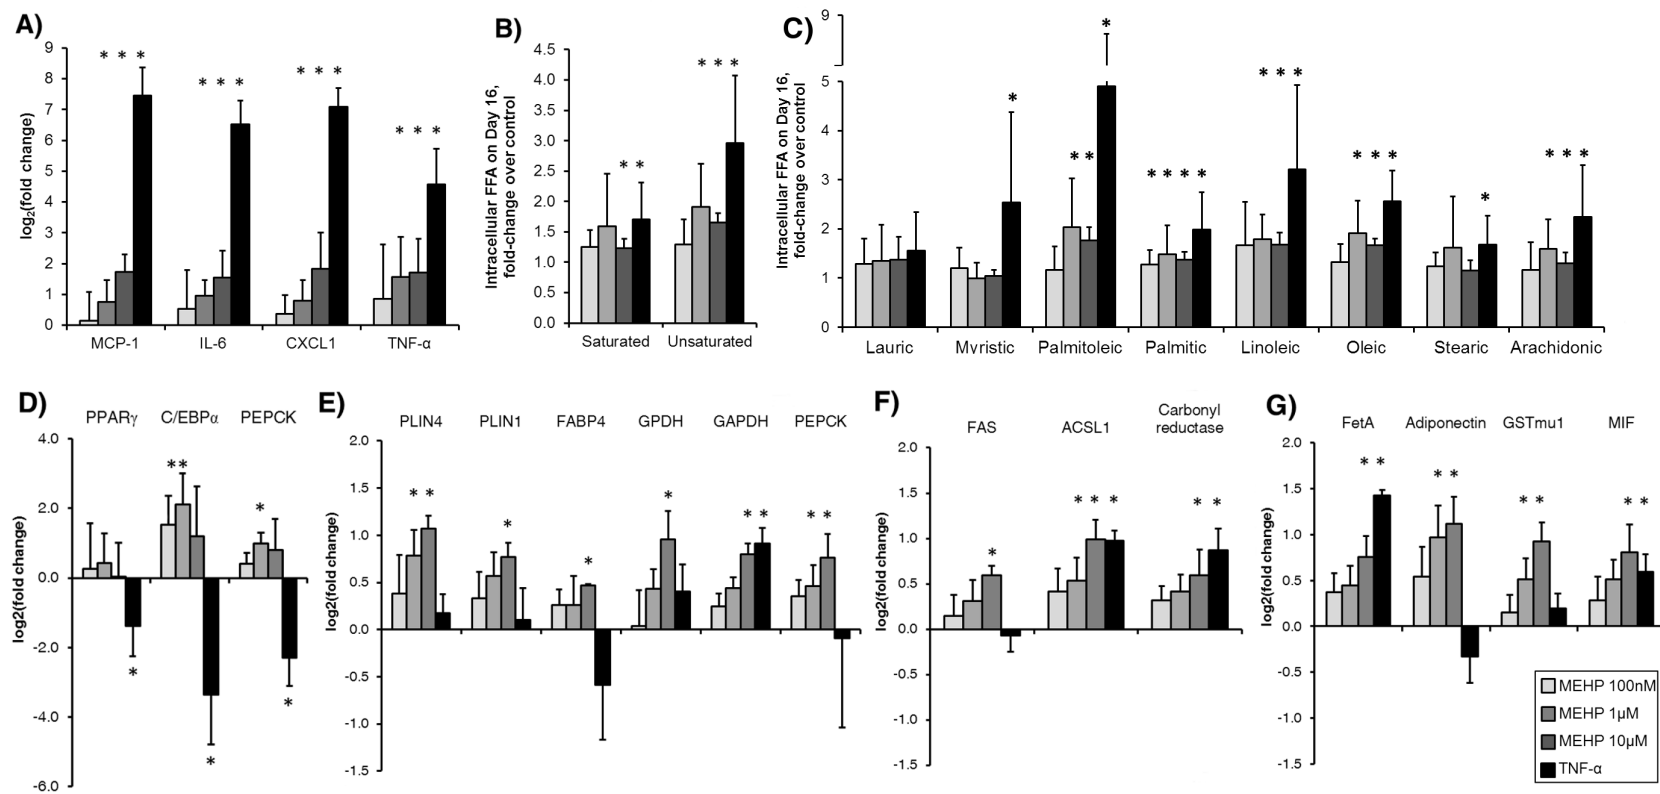 A)
log2(fold change)
9
8
7
6
5
4
3
2
1
0
* * *
* * *
* * *
* * *
MCP-1 IL-6 CXCL1 TNF-α
B)
Intracellular FFA on Day 16,
fold-change over control
4.5
4.0
3.5
3.0
2.5
2.0
1.5
1.0
0.5
0.0
* *
* * *
Saturated Unsaturated
C)
Intracellular FFA on Day 16,
fold-change over control
9
5
4
3
2
1
0
*
* *
*
* * * *
* * *
* * *
*
* * *
Lauric Mvristic Palmitoleic Palmitic Linoleic Oleic Stearic Arachidonic
D)
PPARγ C/EBPα PEPCK
log2(fold change)
4.0
2.0
0.0
-2.0
-4.0
-6.0
*
* *
*
*
*
E)
PLIN4 PLIN1 FABP4 GPDH GAPDH PEPCK
log2(fold change)
2.0
1.5
1.0
0.5
0.0
-0.5
-1.0
-1.5
* *
*
*
*
* *
* *
F)
FAS ACSL1 Carbonyl
reductase
log2(fold change)
2.0
1.5
1.0
0.5
0.0
-0.5
-1.0
-1.5
*
* * *
* *
G)
FetA Adiponectin GSTmu1 MIF
log2(fold change)
2.0
1.5
1.0
0.5
0.0
-0.5
-1.0
-1.5
* *
* *
* *
* *
MEHP 100nM
MEHP 1µM
MEHP 10µM
TNF-α